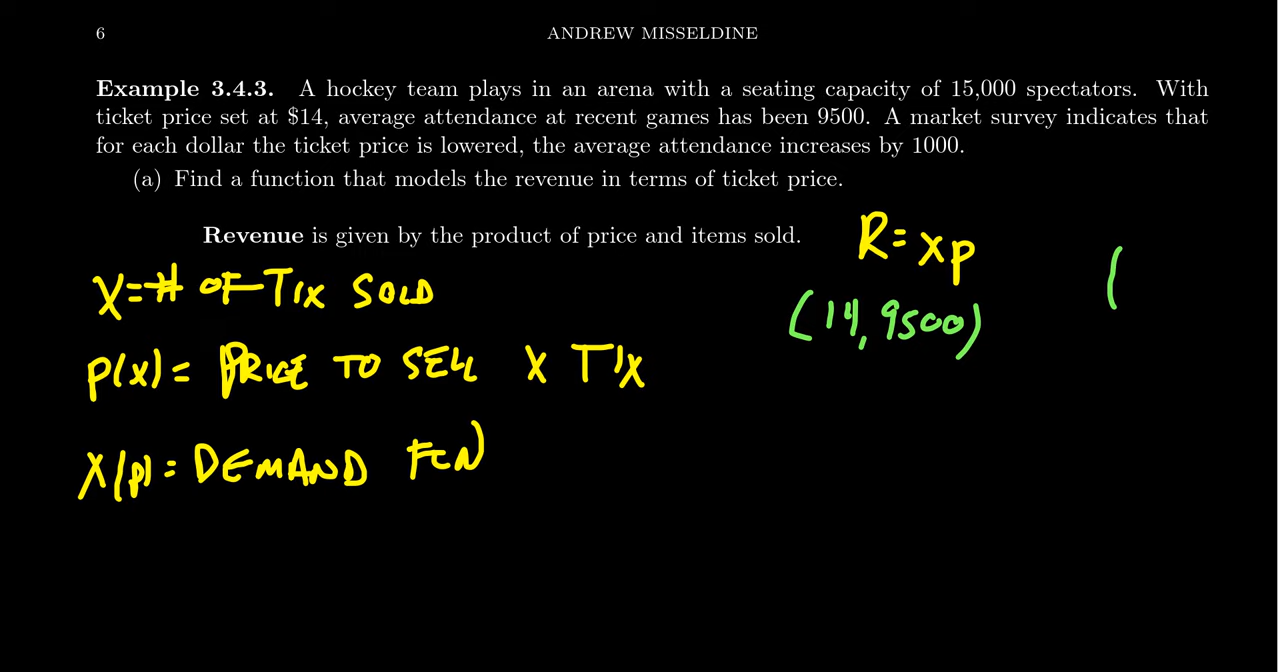 6
ANDREW MISSELDINE
Example 3.4.3. A hockey team plays in an arena with a seating capacity of 15,000 spectators. With
ticket price set at $14, average attendance at recent games has been 9500. A market survey indicates that
for each dollar the ticket price is lowered, the average attendance increases by 1000.
(a) Find a function that models the revenue in terms of ticket price.
Revenue is given by the product of price and items sold.
R = xp
X = # OF TIX SOLD
(14, 9500)
(
p(x) = PRICE TO SELL X TIX
X(p) = DEMAND FCN